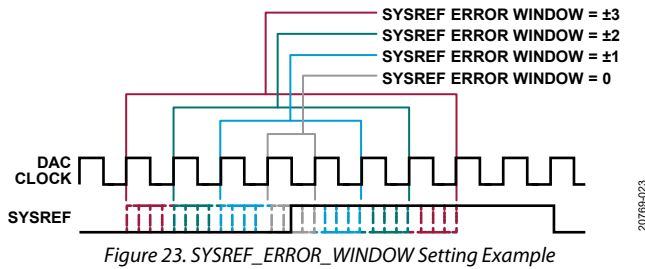 SYSREF ERROR WINDOW = ±3
SYSREF ERROR WINDOW = ±2
SYSREF ERROR WINDOW = ±1
SYSREF ERROR WINDOW = 0
DAC
CLOCK
SYSREF
20769-023
Figure 23. SYSREF_ERROR_WINDOW Setting Example